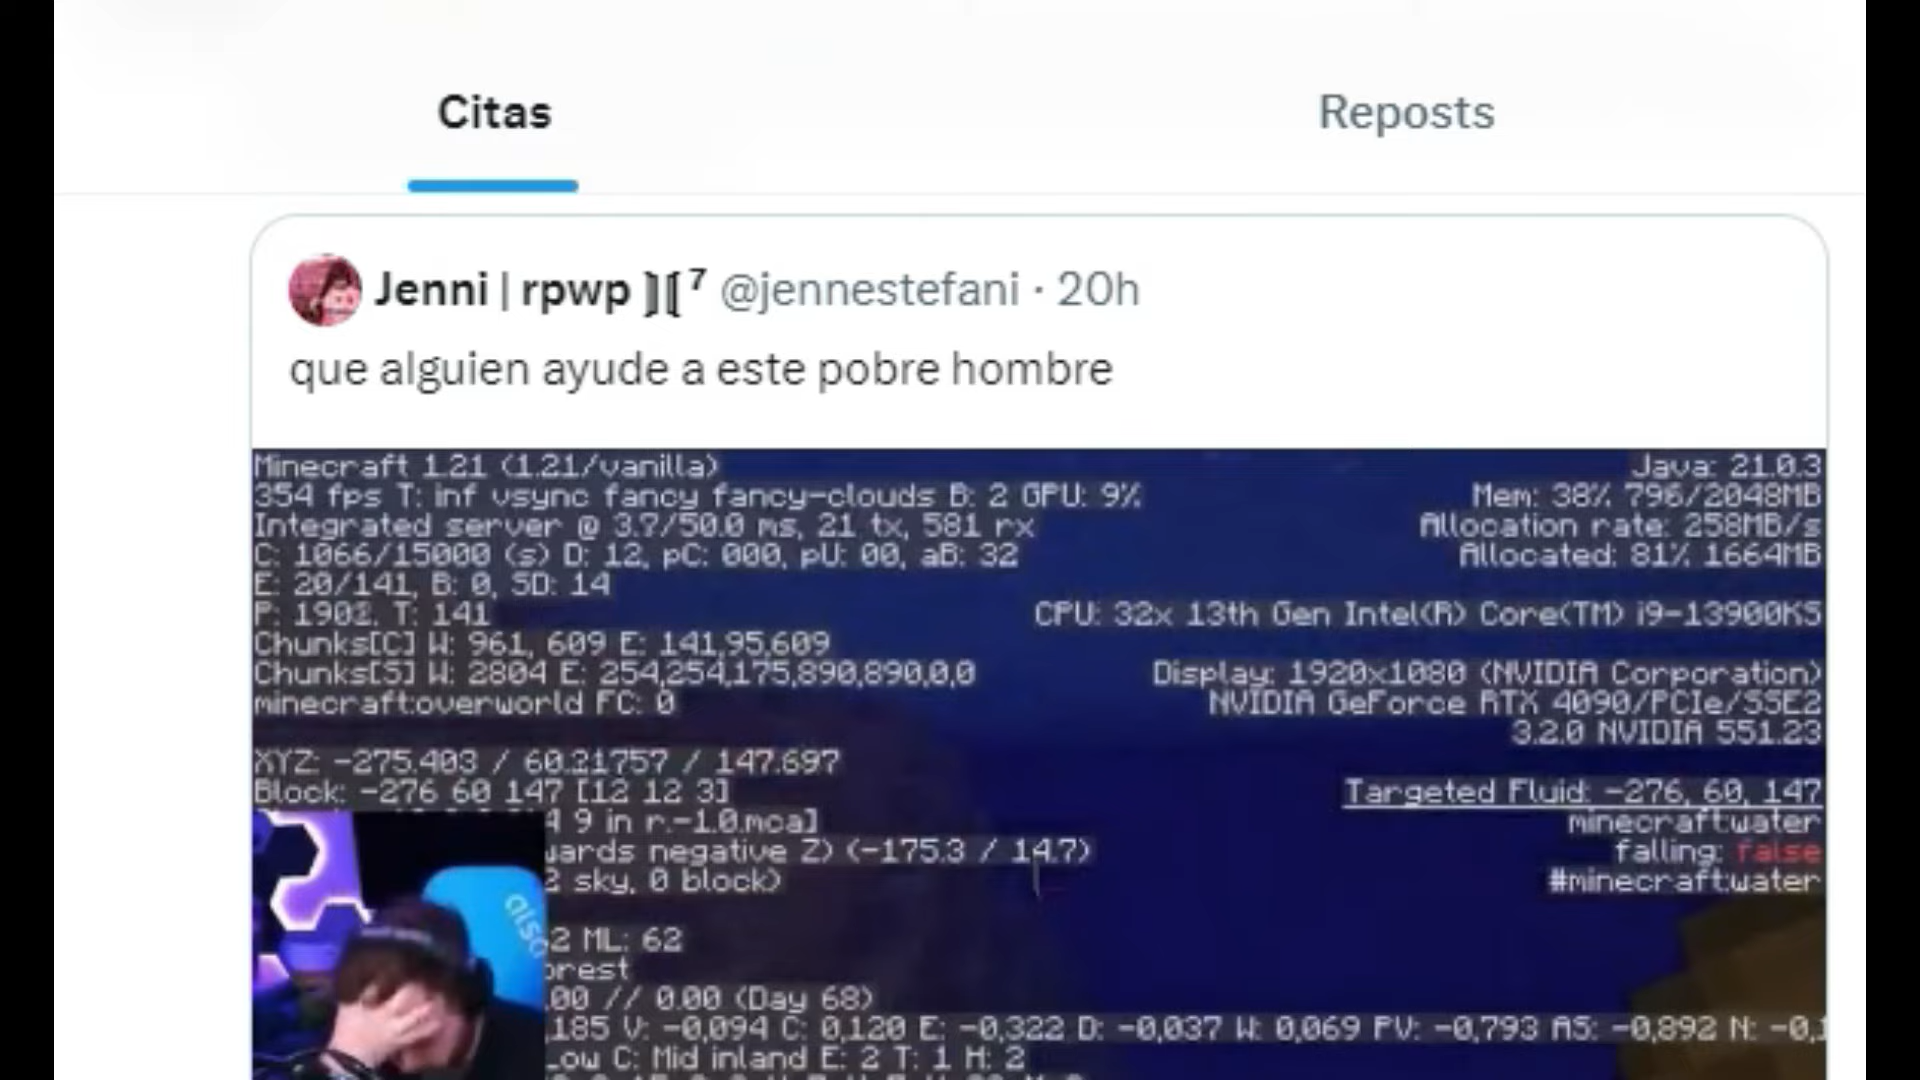 Citas
Reposts
Jenni | rpwp ⟧⟦⁷ @jennestefani · 20h
que alguien ayude a este pobre hombre
Minecraft 1.21 (1.21/vanilla)
354 fps T: inf vsync fancy fancy-clouds B: 2 GPU: 9%
Integrated server @ 3.7/50.0 ms, 21 tx, 581 rx
C: 1066/15000 (s) D: 12, pC: 000, pU: 00, aB: 32
E: 20/141, B: 0, SD: 14
P: 1902. T: 141
Chunks[C] W: 961, 609 E: 141,95,609
Chunks[S] W: 2804 E: 254,254,175,890,890,0,0
minecraft:overworld FC: 0
XYZ: -275.403 / 60.21757 / 147.697
Block: -276 60 147 [12 12 3]
4 9 in r.-1.0.mca]
wards negative Z) (-175.3 / 14.7)
2 sky, 0 block)
2 ML: 62
orest
.00 // 0.00 (Day 68)
.185 V: -0,094 C: 0,120 E: -0,322 D: -0,037 W: 0,069 PV: -0,793 AS: -0,892 N: -0,1
Low C: Mid inland E: 2 T: 1 H: 2
Java: 21.0.3
Mem: 38% 796/2048MB
Allocation rate: 258MB/s
Allocated: 81% 1664MB
CPU: 32x 13th Gen Intel(R) Core(TM) i9-13900KS
Display: 1920x1080 (NVIDIA Corporation)
NVIDIA GeForce RTX 4090/PCIe/SSE2
3.2.0 NVIDIA 551.23
Targeted Fluid: -276, 60, 147
minecraft:water
falling: false
#minecraft:water
also